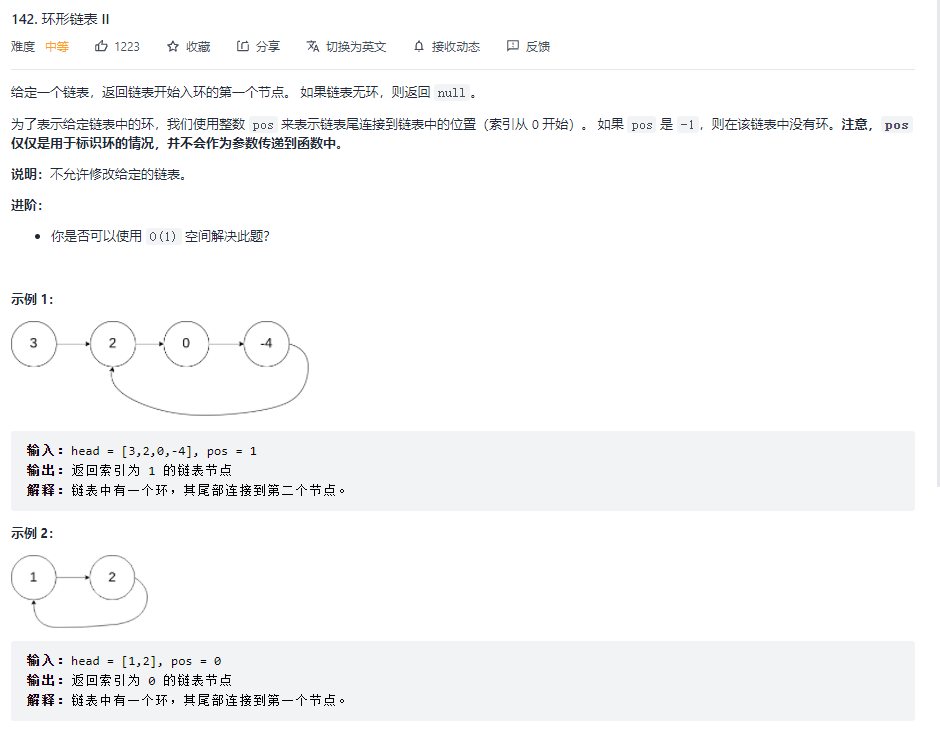 142. 环形链表 II
难度 中等 1223 收藏 分享 切换为英文 接收动态 反馈
给定一个链表，返回链表开始入环的第一个节点。 如果链表无环，则返回 null 。
为了表示给定链表中的环，我们使用整数 pos 来表示链表尾连接到链表中的位置（索引从 0 开始）。 如果 pos 是 -1，则在该链表中没有环。注意，pos
仅仅是用于标识环的情况，并不会作为参数传递到函数中。
说明：不允许修改给定的链表。
进阶：
• 你是否可以使用 O(1) 空间解决此题？
示例 1：
3 2 0 -4
输入：head = [3,2,0,-4], pos = 1
输出：返回索引为 1 的链表节点
解释：链表中有一个环，其尾部连接到第二个节点。
示例 2：
1 2
输入：head = [1,2], pos = 0
输出：返回索引为 0 的链表节点
解释：链表中有一个环，其尾部连接到第一个节点。